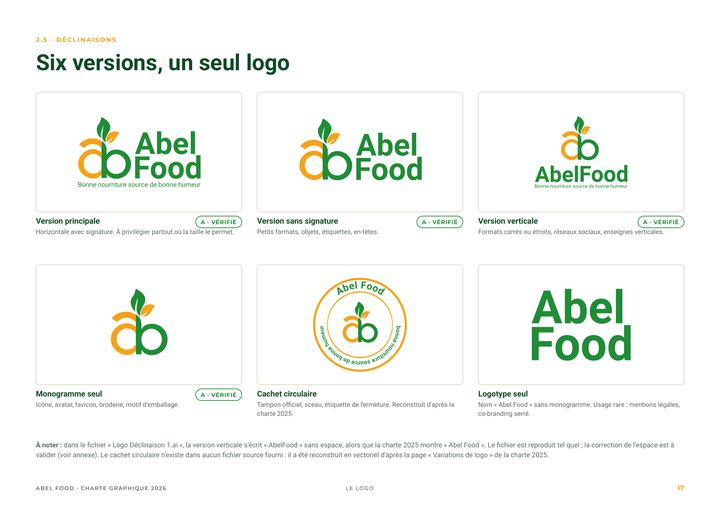 2.5 - DÉCLINAISONS
Six versions, un seul logo
ab
Abel
Food
Bonne nourriture source de bonne humeur
ab
Abel
Food
ab
AbelFood
Bonne nourriture source de bonne humeur
Version principale
A - VÉRIFIÉ
Horizontale avec signature. À privilégier partout où la taille le permet.
Version sans signature
A - VÉRIFIÉ
Petits formats, objets, étiquettes, en-têtes.
Version verticale
A - VÉRIFIÉ
Formats carrés ou étroits, réseaux sociaux, enseignes verticales.
ab
Abel Food
ab
bonne nourriture source de bonne humeur
Abel
Food
Monogramme seul
A - VÉRIFIÉ
Icône, avatar, favicon, broderie, motif d'emballage.
Cachet circulaire
Tampon officiel, sceau, étiquette de fermeture. Reconstruit d'après la
charte 2025.
Logotype seul
Nom « Abel Food » sans monogramme. Usage rare : mentions légales,
co-branding serré.
À noter : dans le fichier « Logo Déclinaison 1.ai », la version verticale s'écrit « AbelFood » sans espace, alors que la charte 2025 montre « Abel Food ». Le fichier est reproduit tel quel ; la correction de l'espace est à
valider (voir annexe). Le cachet circulaire n'existe dans aucun fichier source fourni : il a été reconstruit en vectoriel d'après la page « Variations de logo » de la charte 2025.
ABEL FOOD - CHARTE GRAPHIQUE 2026
LE LOGO
17